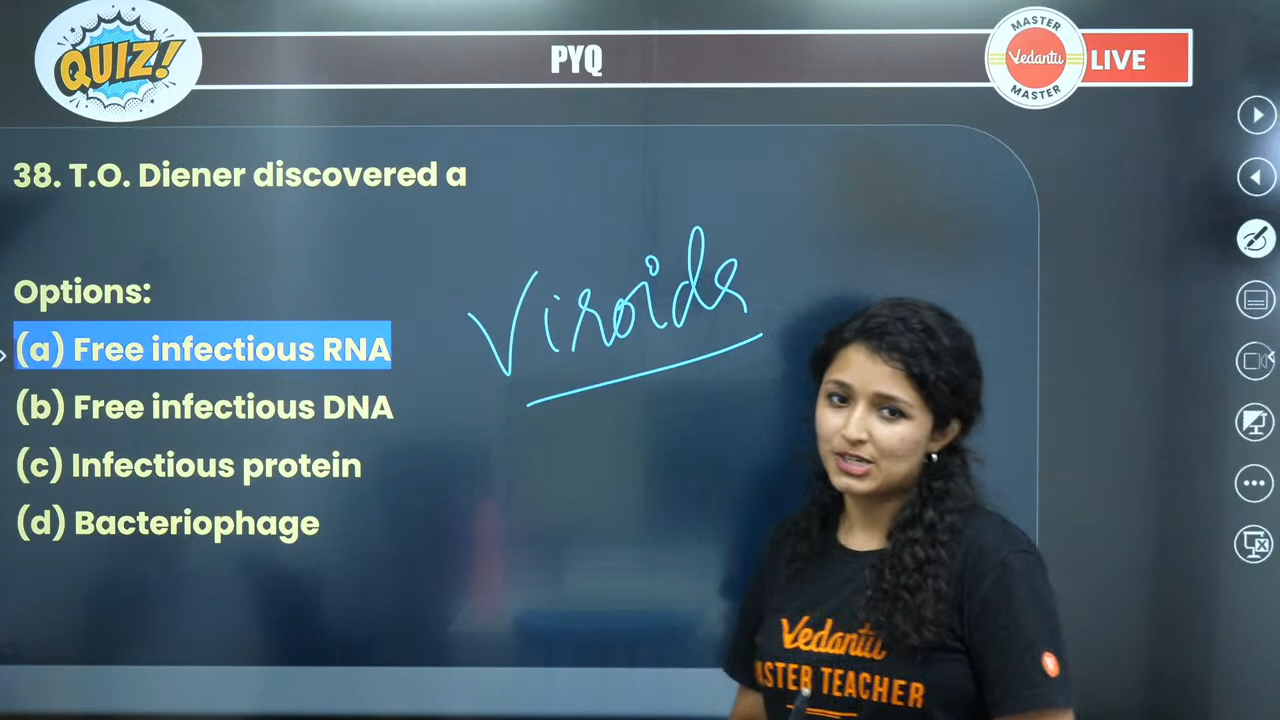 QUIZ!
PYQ
MASTER
Vedantu
MASTER
LIVE
38. T.O. Diener discovered a
Viroids
Options:
(a) Free infectious RNA
(b) Free infectious DNA
(c) Infectious protein
(d) Bacteriophage
Vedantu
ASTER TEACHER